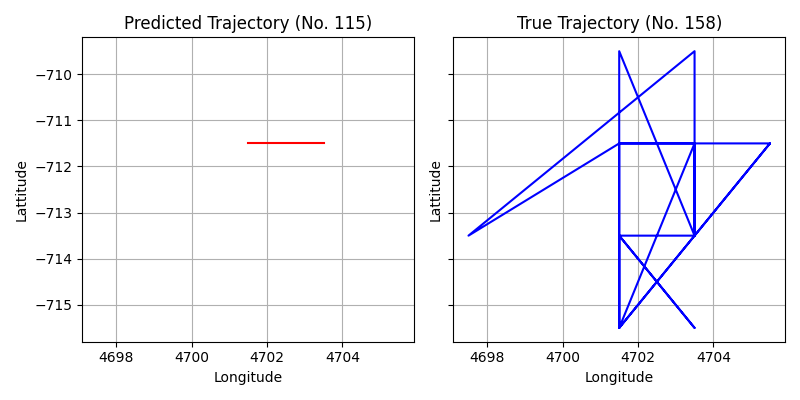 Predicted Trajectory (No. 115)
True Trajectory (No. 158)
−710
−711
−712
−713
−714
−715
Lattitude
Lattitude
4698
4700
4702
4704
4698
4700
4702
4704
Longitude
Longitude